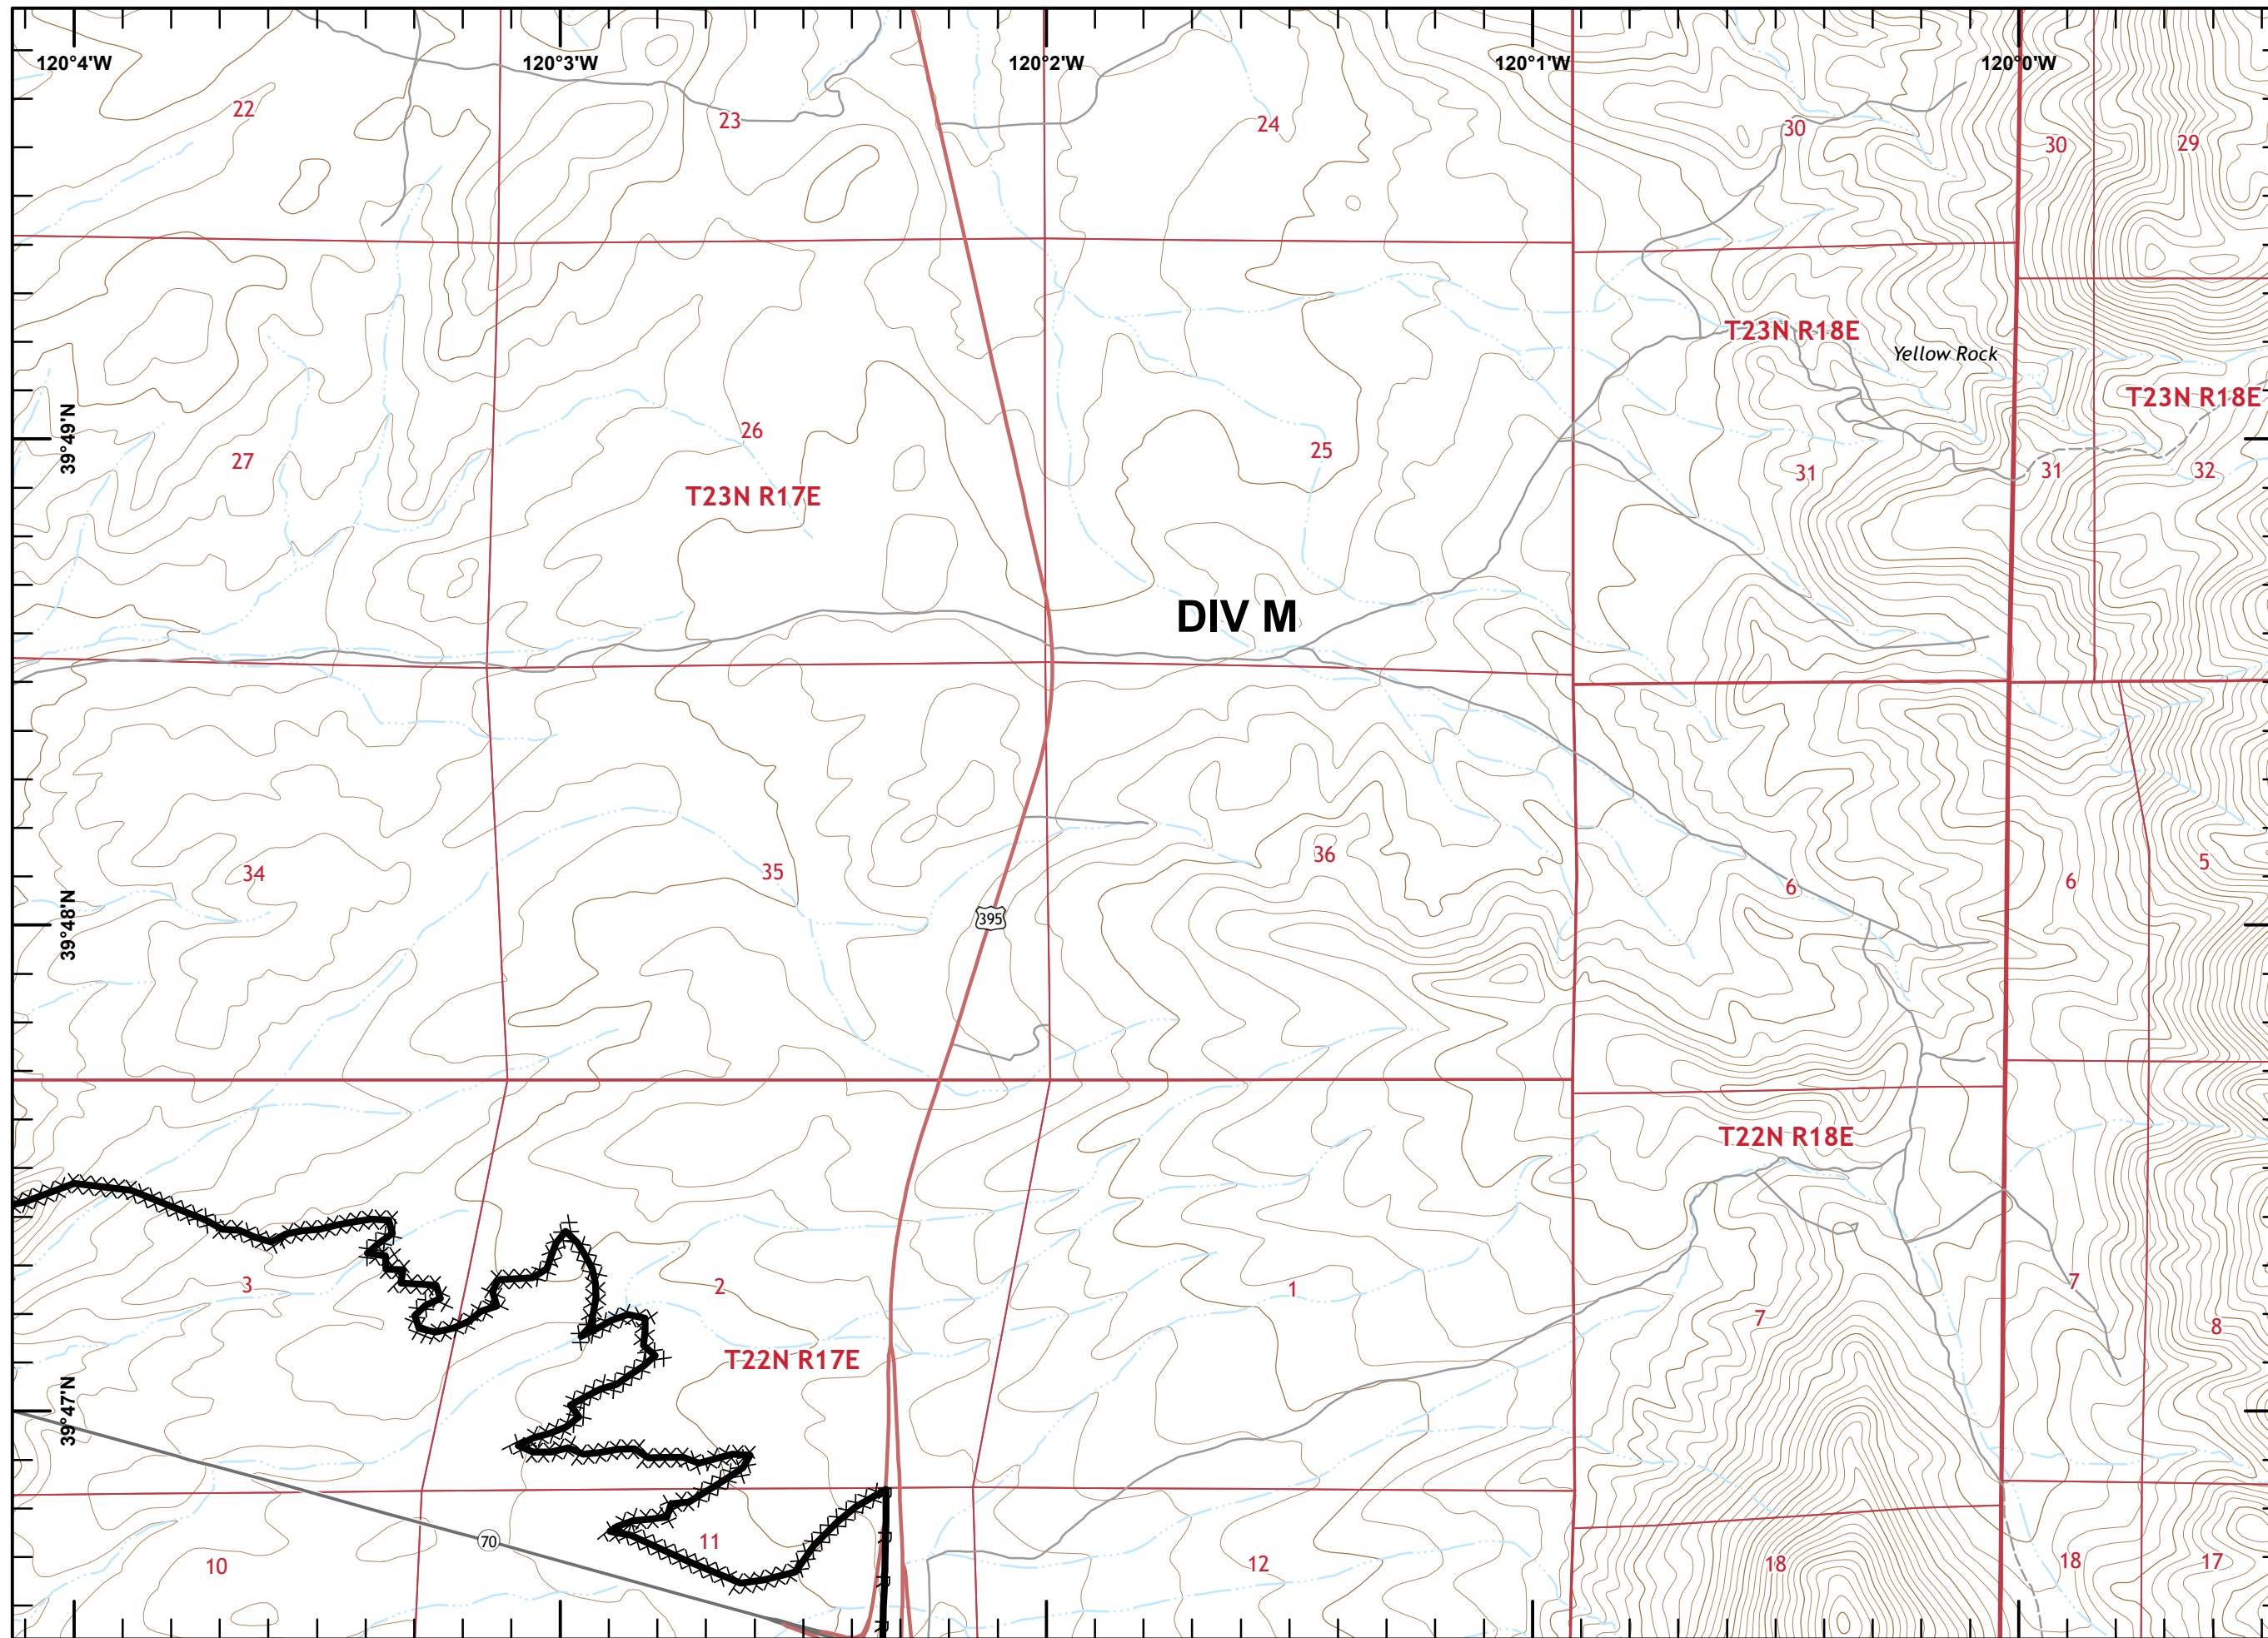 120°4'W 120°3'W 120°2'W 120°1'W 120°0'W
22 23 24 30 30 29
T23N R18E
Yellow Rock
T23N R18E
39°49'N
27 26 25 31 31 32
T23N R17E
DIV M
39°48'N
34 35 36 6 6 5
395
T22N R18E
3 2 1 7 7 8
T22N R17E
39°47'N
70
10 11 12 18 18 17
R
R
R